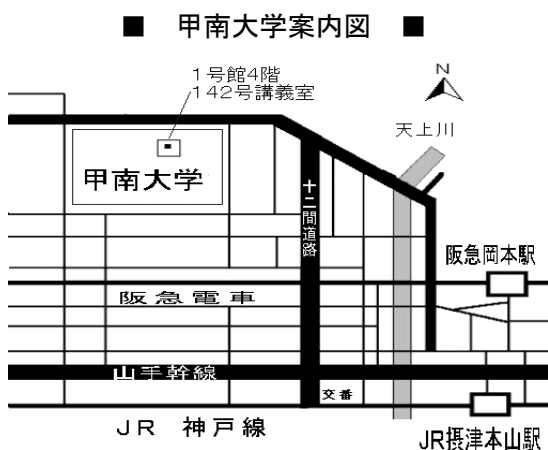 ■ 甲南大学案内図 ■
1号館4階
142号講義室
N
天上川
甲南大学
十二間道路
阪急岡本駅
阪急電車
山手幹線
交番
JR 神戸線
JR摂津本山駅